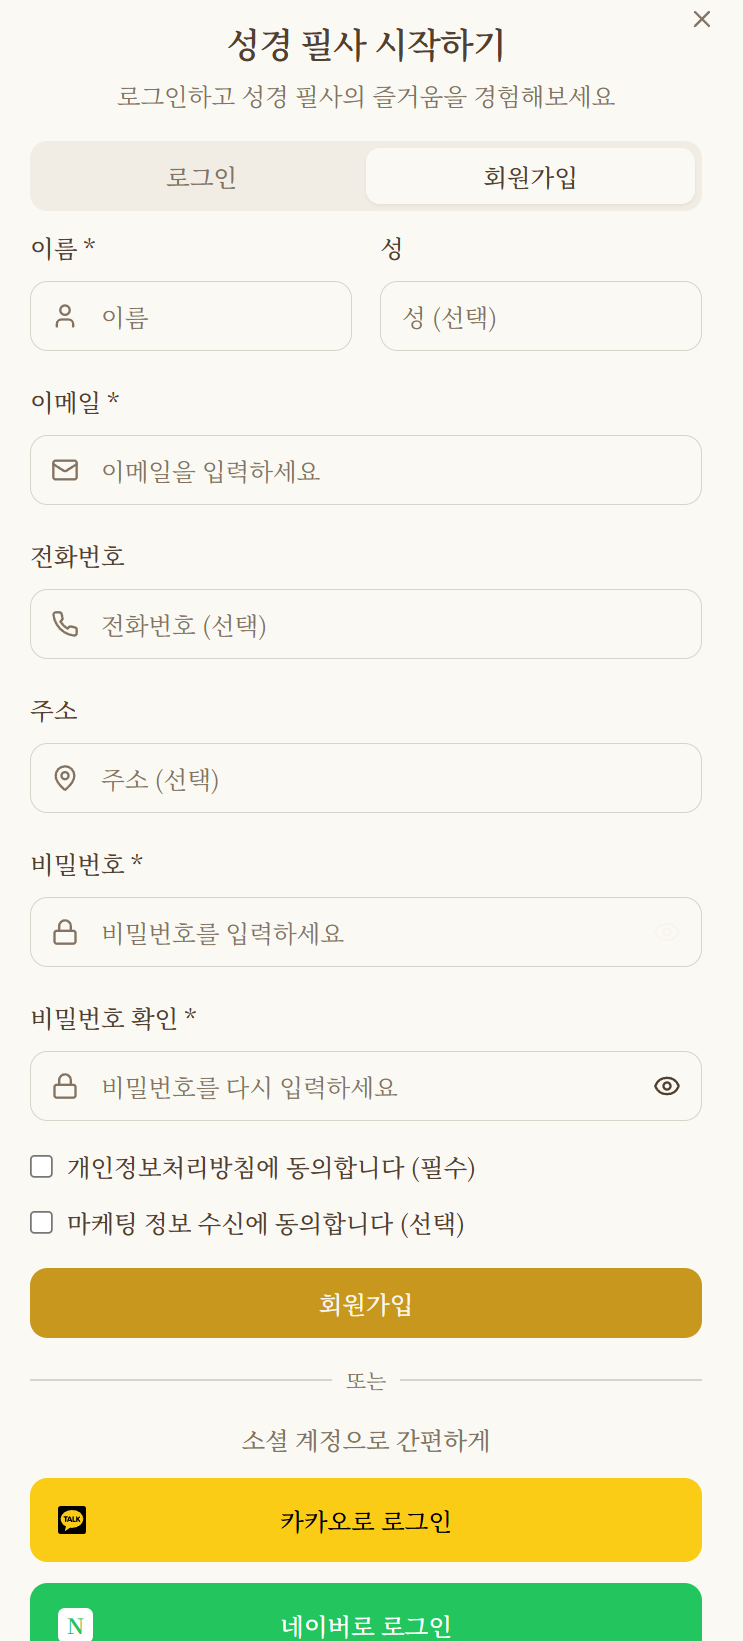 성경 필사 시작하기
로그인하고 성경 필사의 즐거움을 경험해보세요
로그인 회원가입
이름 * 성
이름 성 (선택)
이메일 *
이메일을 입력하세요
전화번호
전화번호 (선택)
주소
주소 (선택)
비밀번호 *
비밀번호를 입력하세요
비밀번호 확인 *
비밀번호를 다시 입력하세요
개인정보처리방침에 동의합니다 (필수)
마케팅 정보 수신에 동의합니다 (선택)
회원가입
또는
소셜 계정으로 간편하게
TALK 카카오로 로그인
N 네이버로 로그인